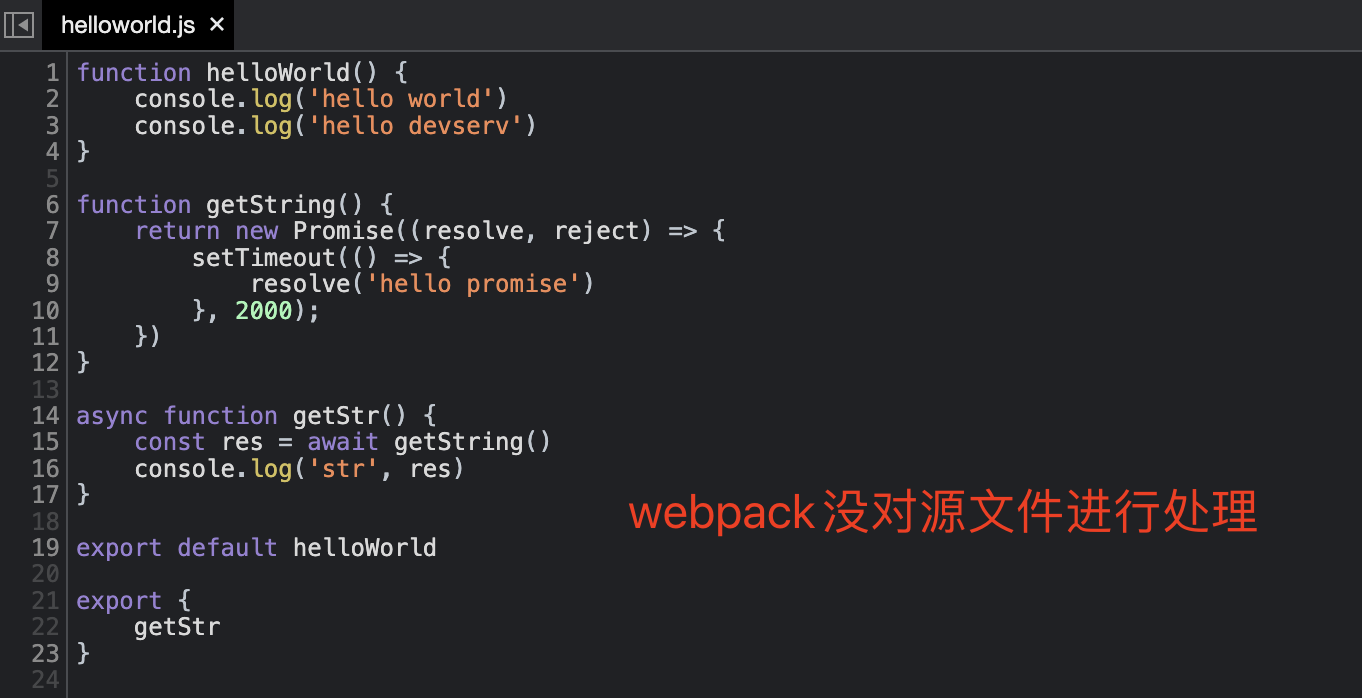 helloworld.js ×
1 function helloWorld() {
2     console.log('hello world')
3     console.log('hello devserv')
4 }
5
6 function getString() {
7     return new Promise((resolve, reject) => {
8         setTimeout(() => {
9             resolve('hello promise')
10         }, 2000);
11     })
12 }
13
14 async function getStr() {
15     const res = await getString()
16     console.log('str', res)
17 }
webpack没对源文件进行处理
18
19 export default helloWorld
20
21 export {
22     getStr
23 }
24